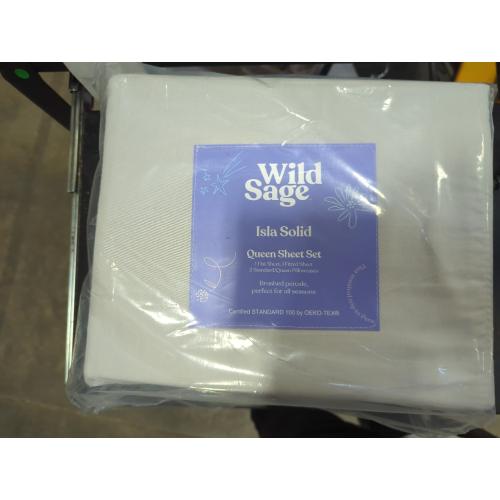 Wild
Sage
Isla Solid
Queen Sheet Set
1 Flat Sheet, 1 Fitted Sheet
2 Standard/Queen Pillowcases
Brushed percale,
perfect for all seasons
Certified STANDARD 100 by OEKO-TEX®